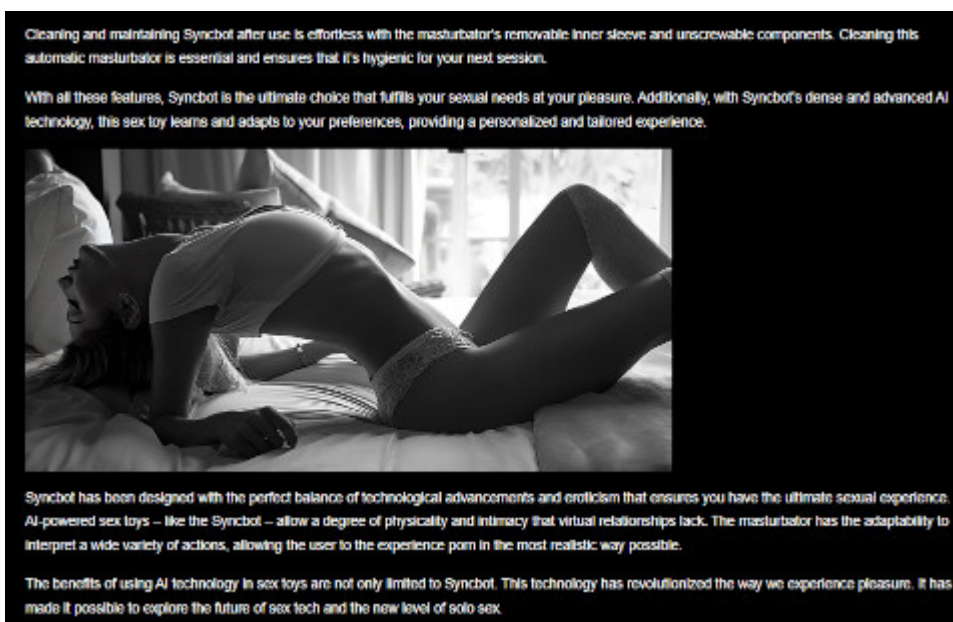 Cleaning and maintaining Syncbot after use is effortless with the masturbator's removable inner sleeve and unscrewable components. Cleaning this
automatic masturbator is essential and ensures that it's hygienic for your next session.
With all these features, Syncbot is the ultimate choice that fulfills your sexual needs at your pleasure. Additionally, with Syncbot's dense and advanced AI
technology, this sex toy learns and adapts to your preferences, providing a personalized and tailored experience.
Syncbot has been designed with the perfect balance of technological advancements and eroticism that ensures you have the ultimate sexual experience.
AI-powered sex toys – like the Syncbot – allow a degree of physicality and intimacy that virtual relationships lack. The masturbator has the adaptability to
interpret a wide variety of actions, allowing the user to the experience porn in the most realistic way possible.
The benefits of using AI technology in sex toys are not only limited to Syncbot. This technology has revolutionized the way we experience pleasure. It has
made it possible to explore the future of sex tech and the new level of solo sex.